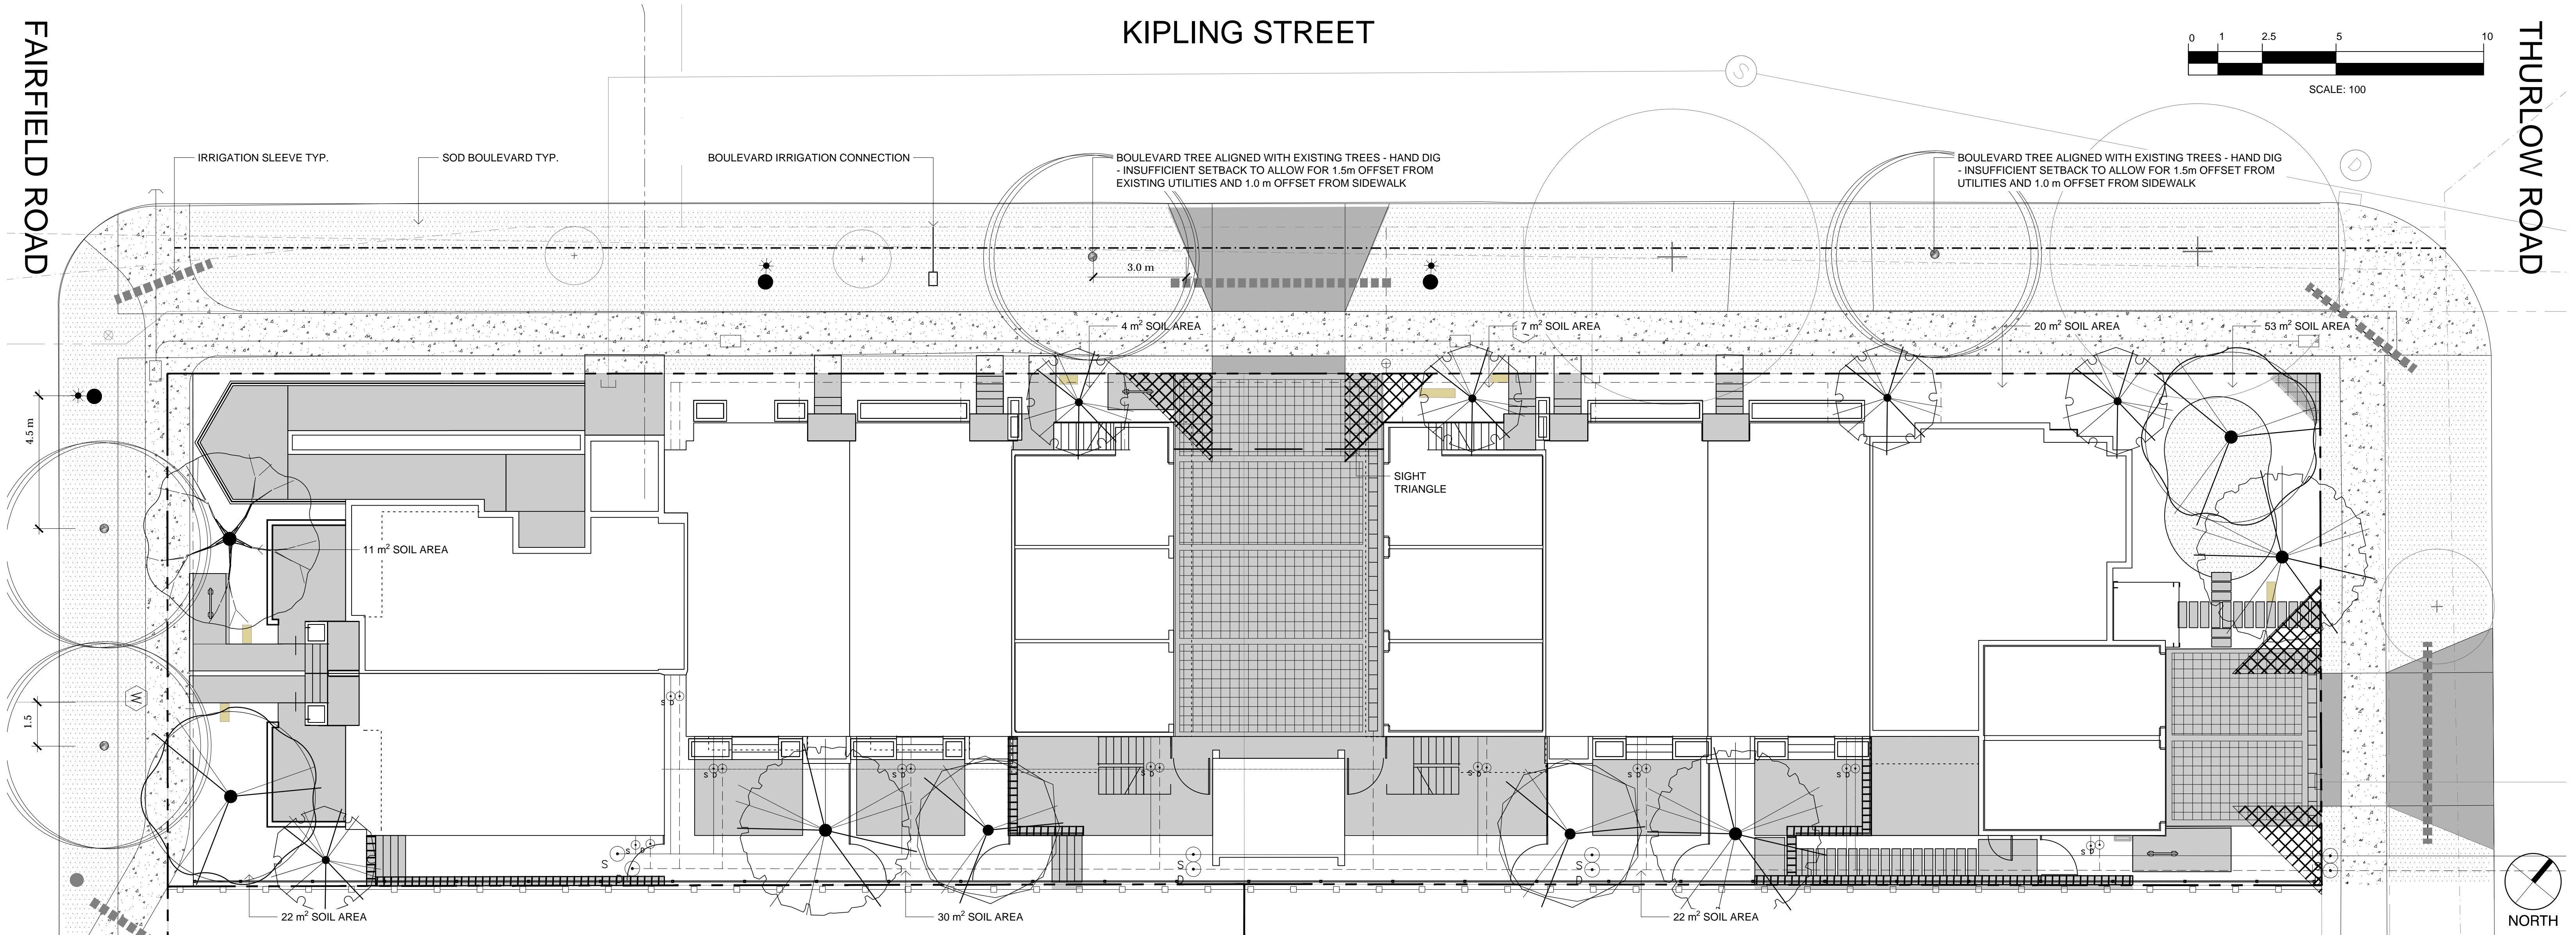 KIPLING STREET
FAIRFIELD ROAD
THURLOW ROAD
0 1 2.5 5 10
SCALE: 100
IRRIGATION SLEEVE TYP.
SOD BOULEVARD TYP.
BOULEVARD IRRIGATION CONNECTION
BOULEVARD TREE ALIGNED WITH EXISTING TREES - HAND DIG
- INSUFFICIENT SETBACK TO ALLOW FOR 1.5m OFFSET FROM
EXISTING UTILITIES AND 1.0 m OFFSET FROM SIDEWALK
BOULEVARD TREE ALIGNED WITH EXISTING TREES - HAND DIG
- INSUFFICIENT SETBACK TO ALLOW FOR 1.5m OFFSET FROM
UTILITIES AND 1.0 m OFFSET FROM SIDEWALK
S
D
3.0 m
4 m² SOIL AREA
7 m² SOIL AREA
20 m² SOIL AREA
53 m² SOIL AREA
4.5 m
SIGHT
TRIANGLE
11 m² SOIL AREA
W
1.5
S D
S D
S D
S D
S D
S D
S D
S D
S D
S
D
S
D
S
D
22 m² SOIL AREA
30 m² SOIL AREA
22 m² SOIL AREA
NORTH